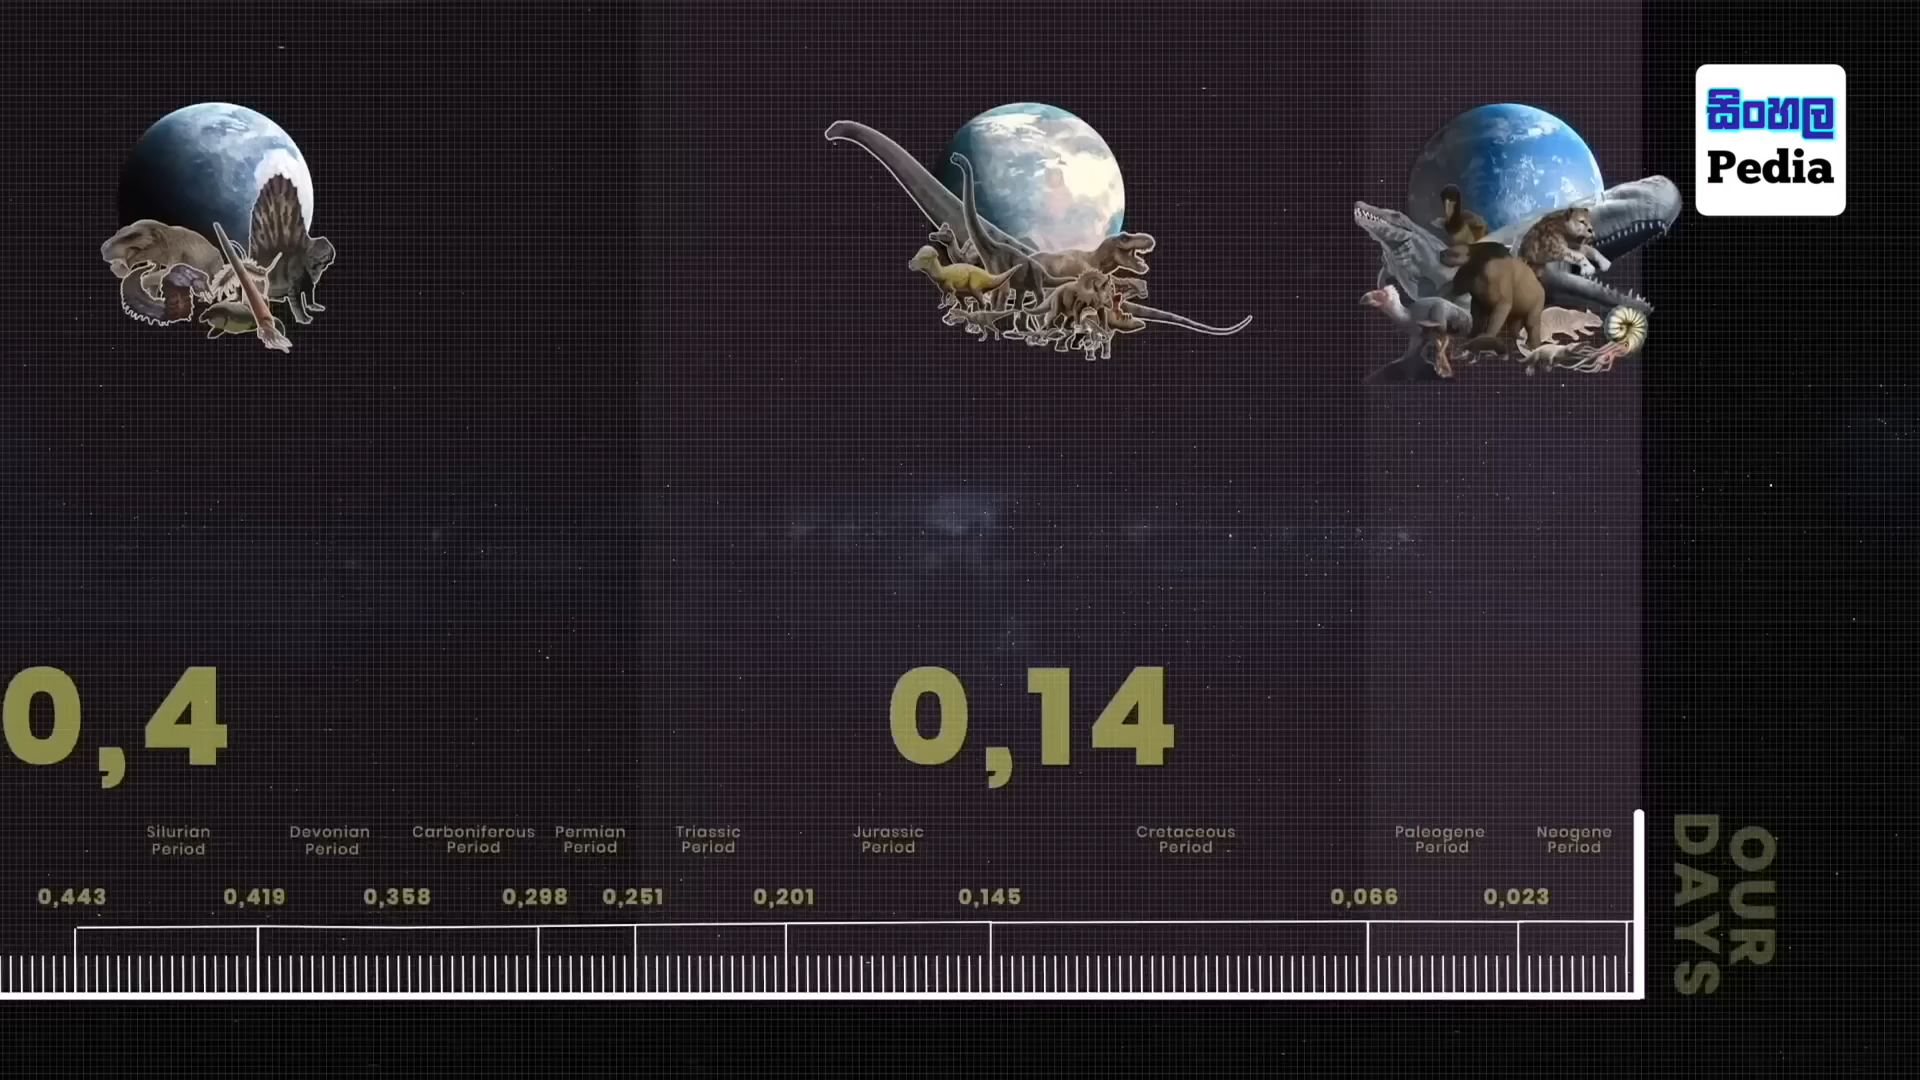 සිංහල
Pedia
0,4
0,14
Silurian
Period
Devonian
Period
Carboniferous
Period
Permian
Period
Triassic
Period
Jurassic
Period
Cretaceous
Period
Paleogene
Period
Neogene
Period
0,443
0,419
0,358
0,298
0,251
0,201
0,145
0,066
0,023
OUR
DAYS